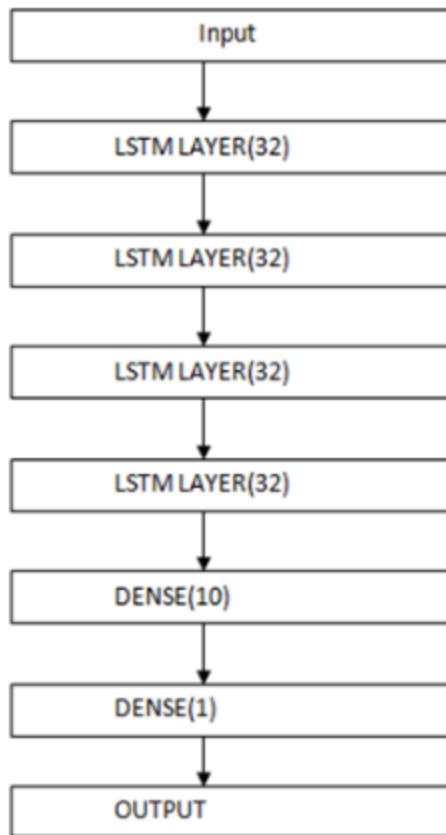 Input
LSTM LAYER(32)
LSTM LAYER(32)
LSTM LAYER(32)
LSTM LAYER(32)
DENSE(10)
DENSE(1)
OUTPUT